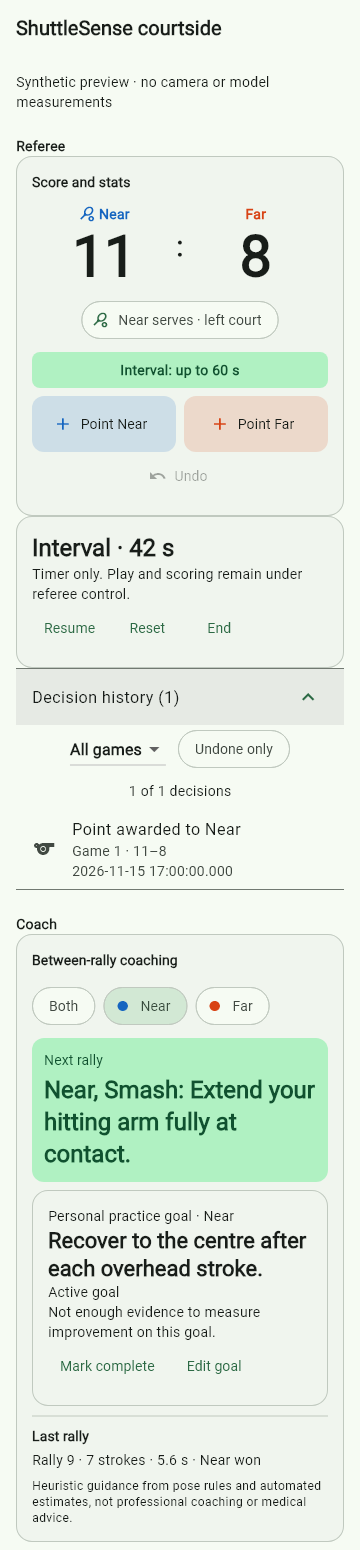 ShuttleSense courtside
Synthetic preview · no camera or model
measurements
Referee
Score and stats
Near
Far
11 : 8
Near serves · left court
Interval: up to 60 s
Point Near
Point Far
Undo
Interval · 42 s
Timer only. Play and scoring remain under
referee control.
Resume Reset End
Decision history (1)
All games
Undone only
1 of 1 decisions
Point awarded to Near
Game 1 · 11–8
2026-11-15 17:00:00.000
Coach
Between-rally coaching
Both Near Far
Next rally
Near, Smash: Extend your
hitting arm fully at
contact.
Personal practice goal · Near
Recover to the centre after
each overhead stroke.
Active goal
Not enough evidence to measure
improvement on this goal.
Mark complete Edit goal
Last rally
Rally 9 · 7 strokes · 5.6 s · Near won
Heuristic guidance from pose rules and automated
estimates, not professional coaching or medical
advice.